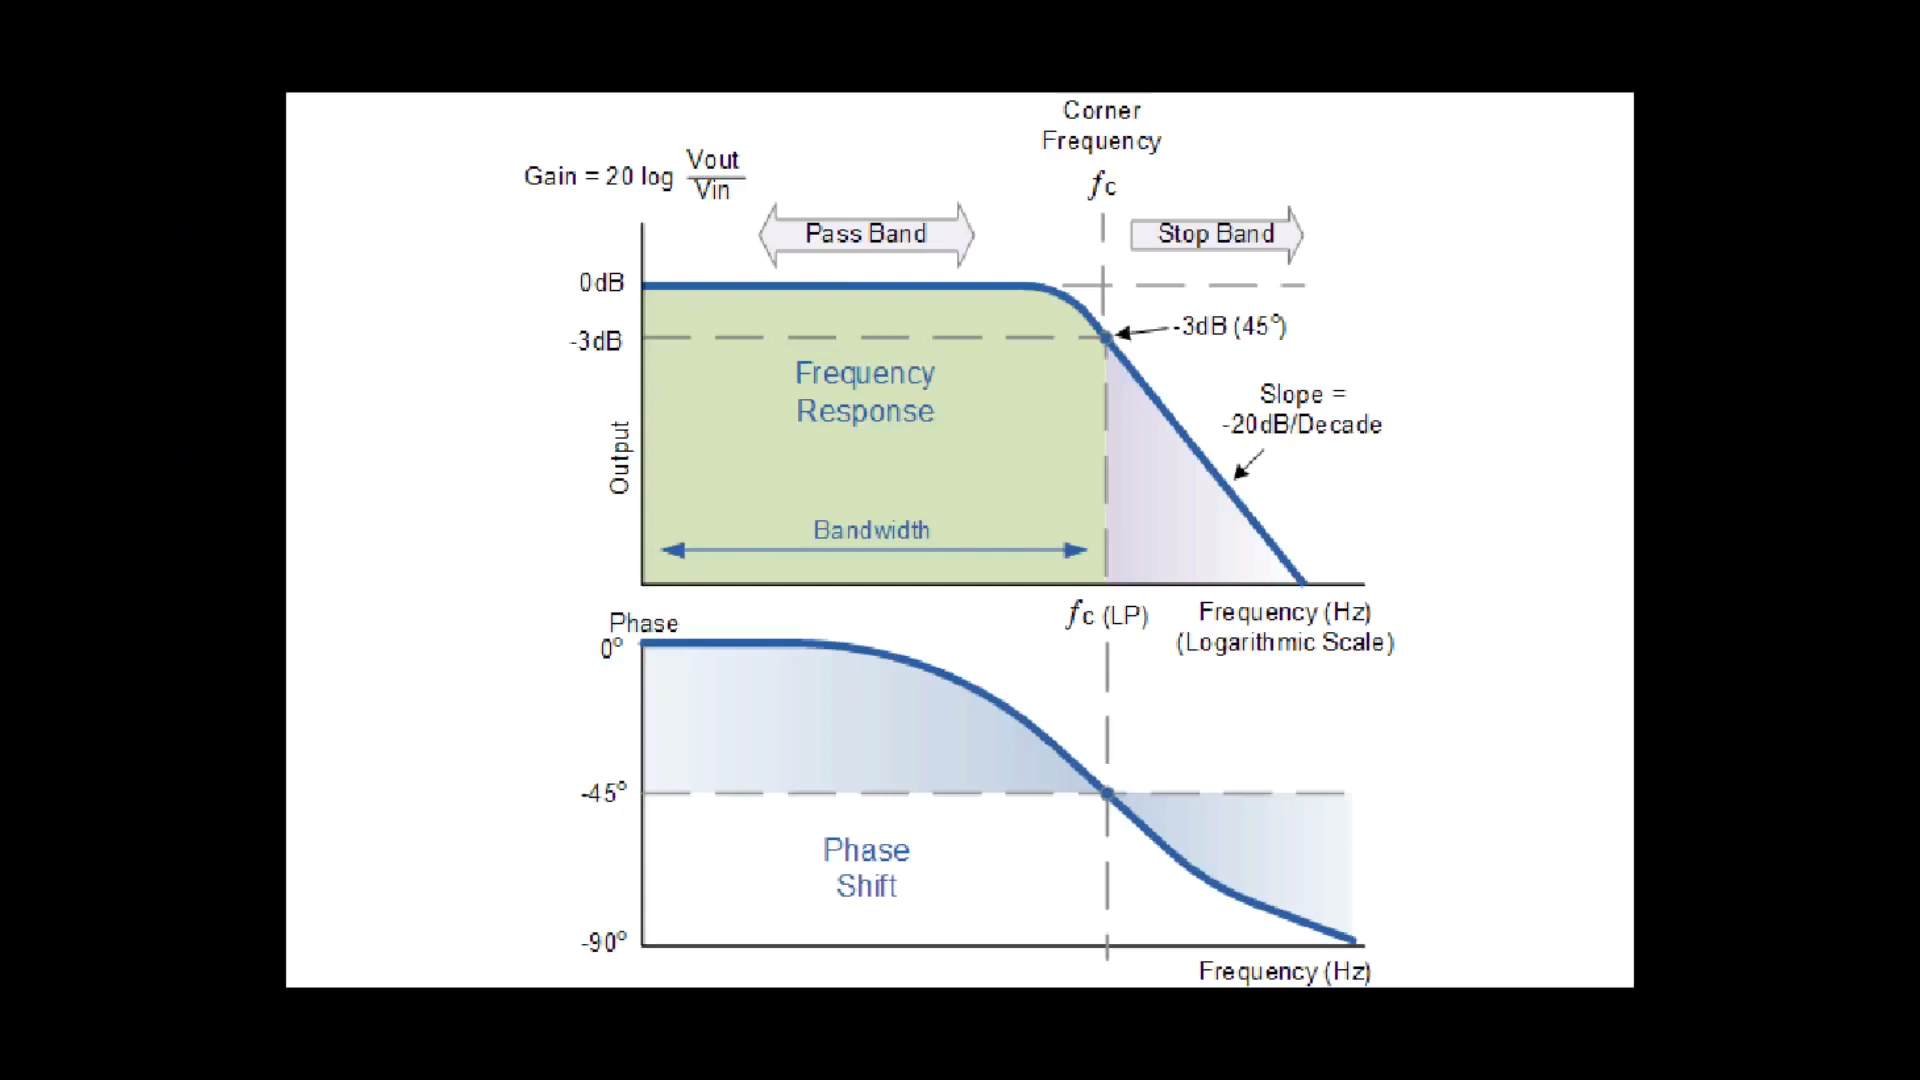 Corner
Frequency
fc
Gain = 20 log Vout
Vin
Pass Band
Stop Band
0dB
-3dB
-3dB (45°)
Frequency
Response
Slope =
-20dB/Decade
Output
Bandwidth
fc (LP)
Frequency (Hz)
(Logarithmic Scale)
Phase
0°
-45°
Phase
Shift
-90°
Frequency (Hz)